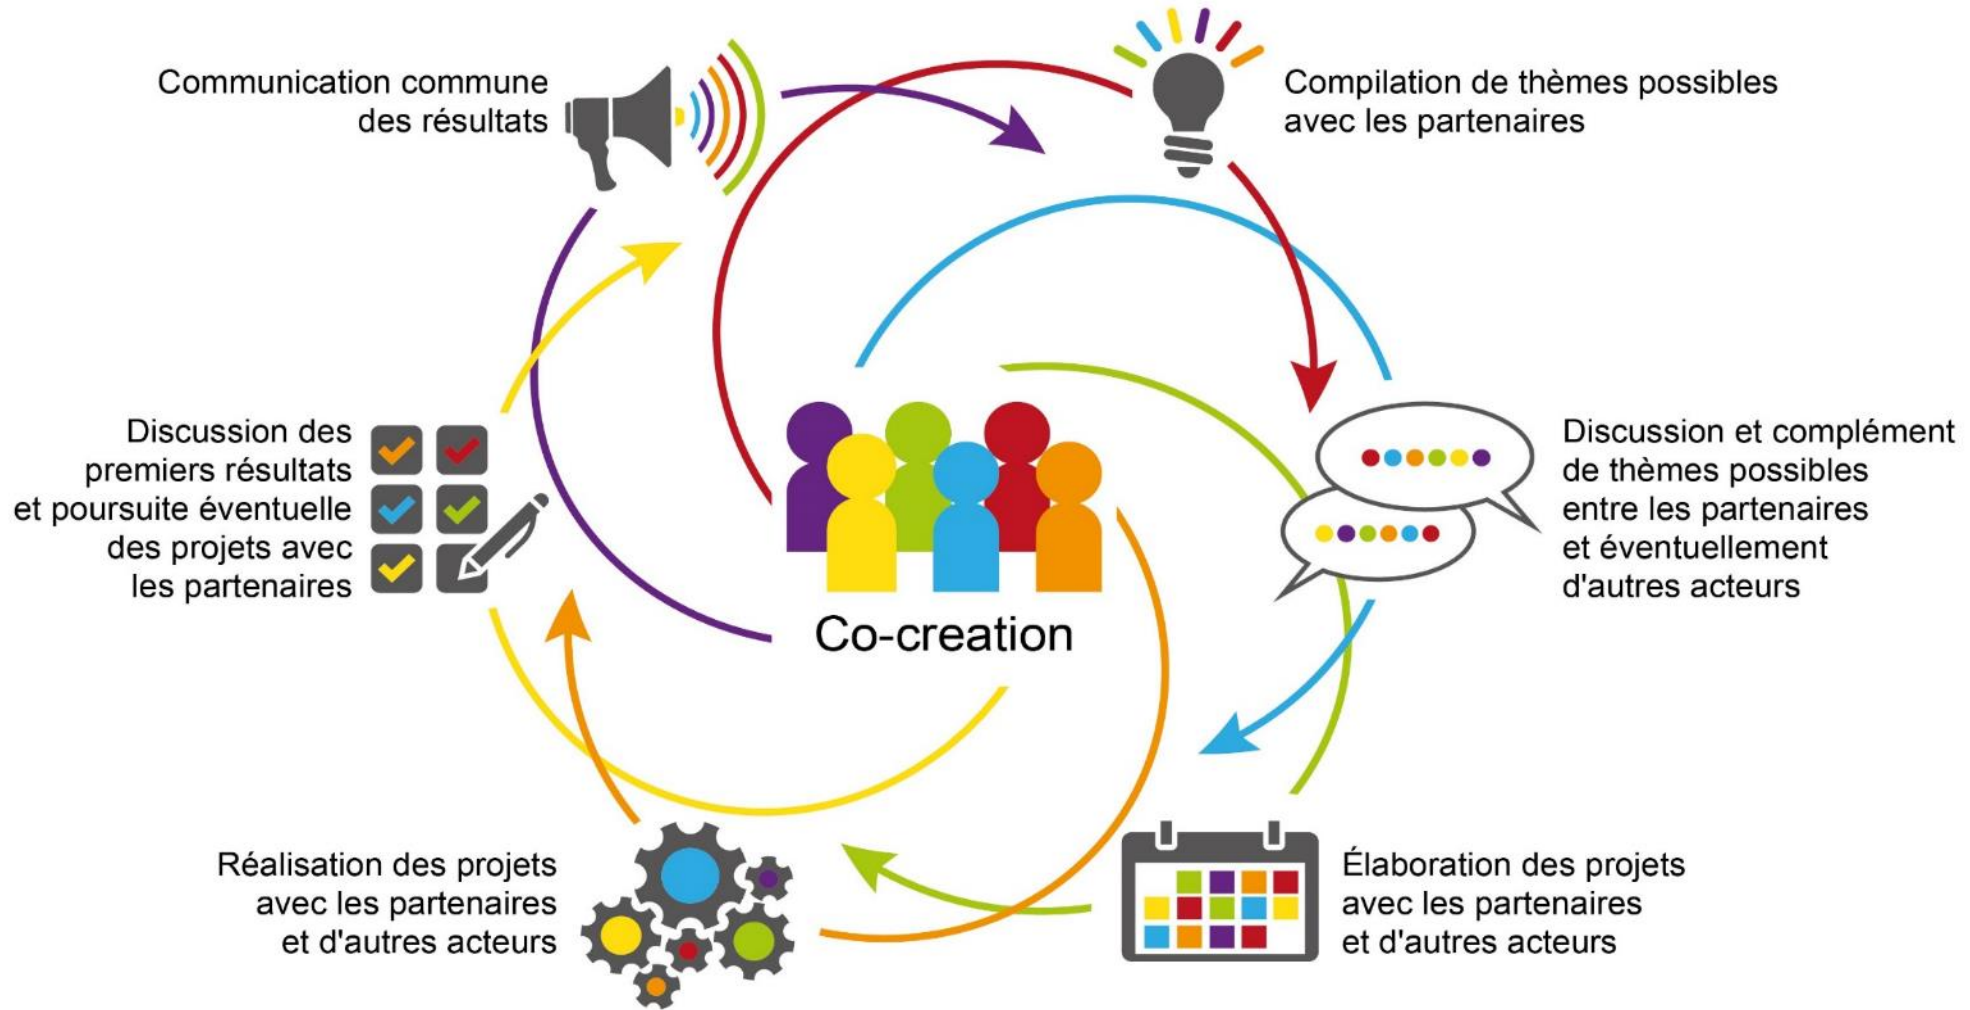 Communication commune
des résultats
Compilation de thèmes possibles
avec les partenaires
Discussion et complément
de thèmes possibles
entre les partenaires
et éventuellement
d'autres acteurs
Élaboration des projets
avec les partenaires
et d'autres acteurs
Réalisation des projets
avec les partenaires
et d'autres acteurs
Discussion des
premiers résultats
et poursuite éventuelle
des projets avec
les partenaires
Co-creation